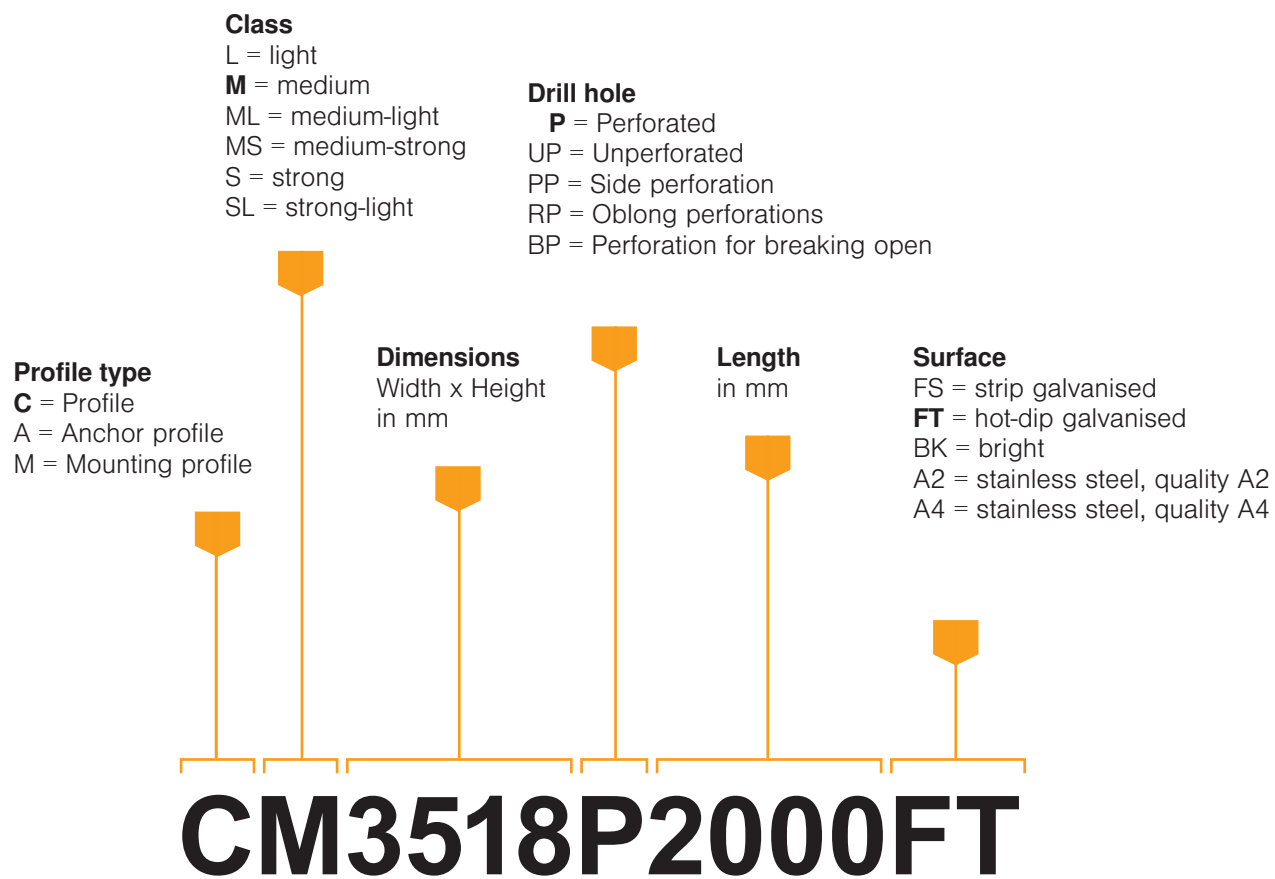 Class
L = light
M = medium
ML = medium-light
MS = medium-strong
S = strong
SL = strong-light
Drill hole
P = Perforated
UP = Unperforated
PP = Side perforation
RP = Oblong perforations
BP = Perforation for breaking open
Profile type
C = Profile
A = Anchor profile
M = Mounting profile
Dimensions
Width x Height
in mm
Length
in mm
Surface
FS = strip galvanised
FT = hot-dip galvanised
BK = bright
A2 = stainless steel, quality A2
A4 = stainless steel, quality A4
CM3518P2000FT